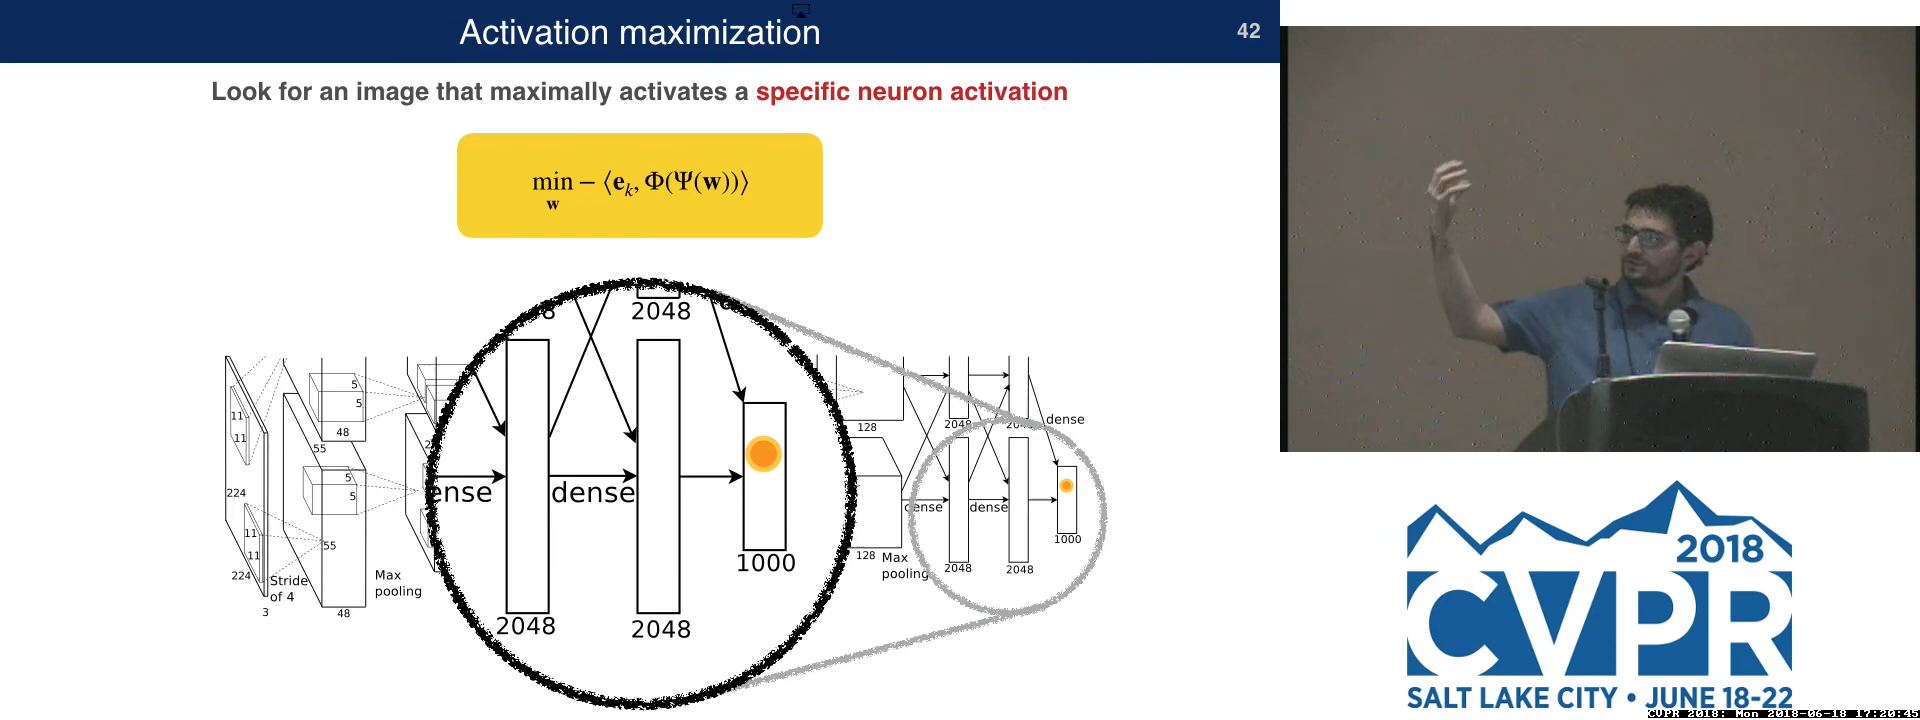 Activation maximization
42
Look for an image that maximally activates a specific neuron activation
min − ⟨e_k, Φ(Ψ(w))⟩
w
8
2048
5
5
48
55
11
11
224
5
5
55
11
11
224
3
Stride
of 4
48
Max
pooling
2
ense
dense
2048
2048
1000
128
2048
dense
128
Max
pooling
dense
dense
2048
2048
1000
2018
CVPR
SALT LAKE CITY • JUNE 18-22
CVPR 2018: Mon 2018-06-18 17:20:45